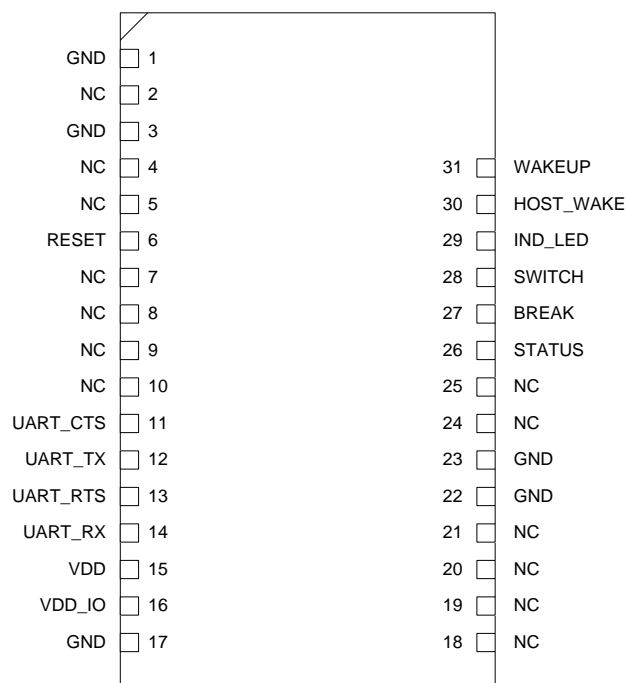 GND 1
NC 2
GND 3
NC 4 31 WAKEUP
NC 5 30 HOST_WAKE
RESET 6 29 IND_LED
NC 7 28 SWITCH
NC 8 27 BREAK
NC 9 26 STATUS
NC 10 25 NC
UART_CTS 11 24 NC
UART_TX 12 23 GND
UART_RTS 13 22 GND
UART_RX 14 21 NC
VDD 15 20 NC
VDD_IO 16 19 NC
GND 17 18 NC